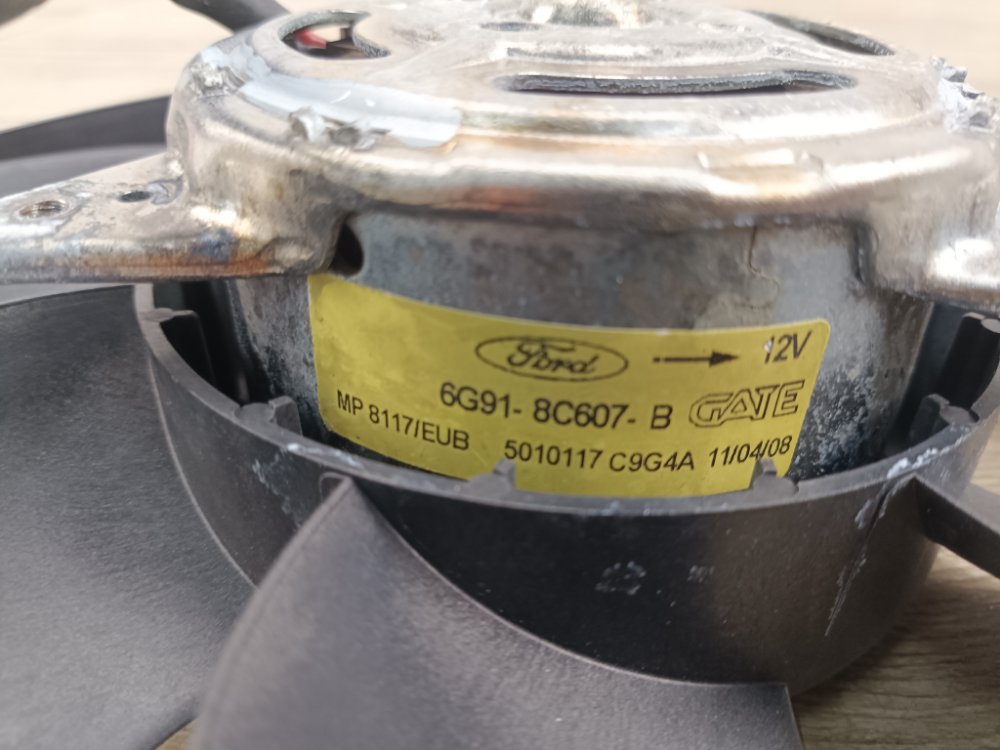 Ford 12V
6G91- 8C607- B GATE
MP 8117/EUB 5010117 C9G4A 11/04/08